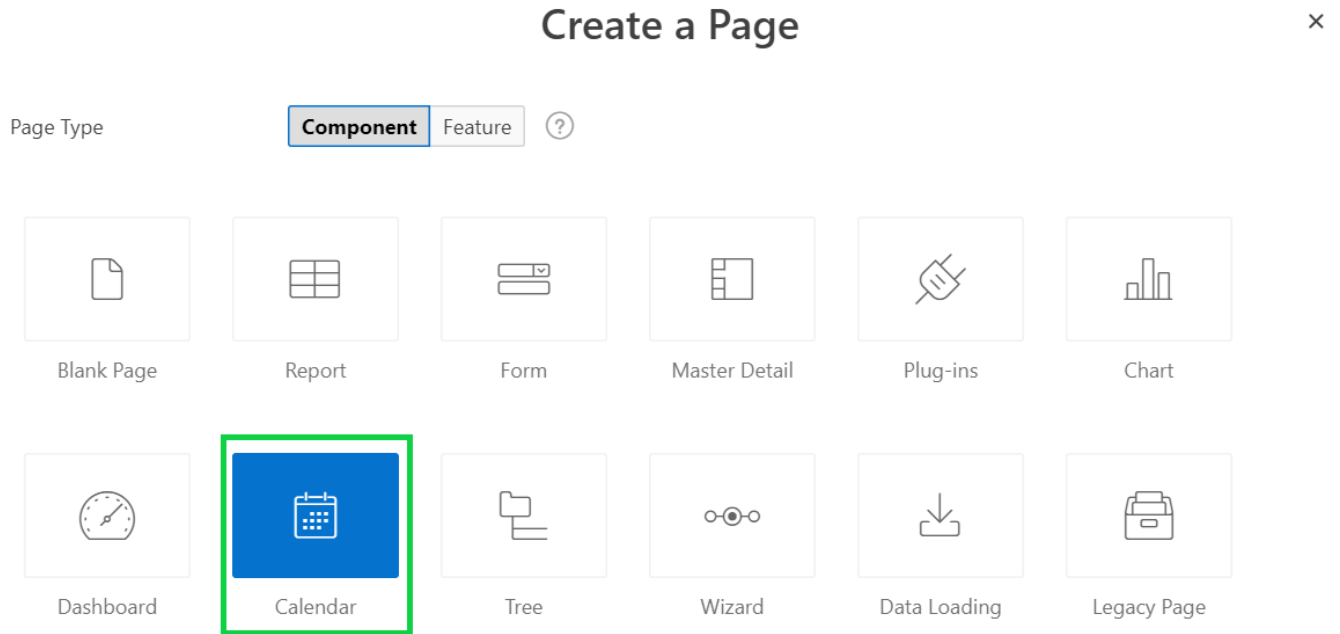 Create a Page
Page Type
Component Feature
Blank Page Report Form Master Detail Plug-ins Chart
Dashboard Calendar Tree Wizard Data Loading Legacy Page